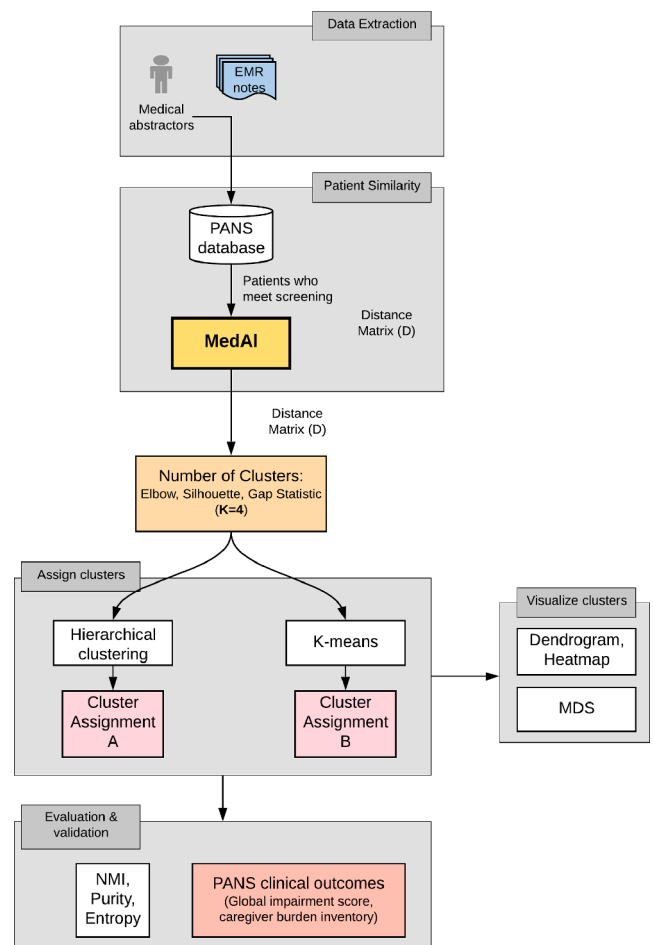 Data Extraction
EMR
notes
Medical
abstractors
Patient Similarity
PANS
database
Patients who
meet screening
Distance
Matrix (D)
MedAl
Distance
Matrix (D)
Number of Clusters:
Elbow, Silhouette, Gap Statistic
(K=4)
Assign clusters
Hierarchical
clustering
K-means
Cluster
Assignment
A
Cluster
Assignment
B
Visualize clusters
Dendrogram,
Heatmap
MDS
Evaluation &
validation
NMI,
Purity,
Entropy
PANS clinical outcomes
(Global impairment score,
caregiver burden inventory)